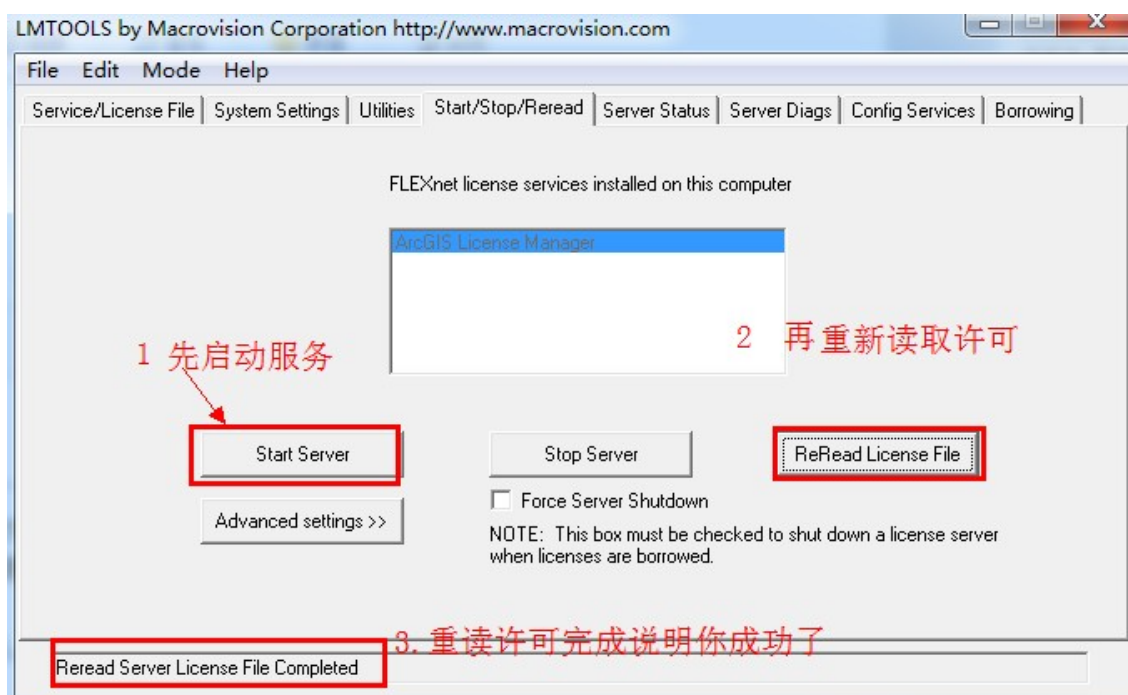 LMTOOLS by Macrovision Corporation http://www.macrovision.com
File Edit Mode Help
Service/License File System Settings Utilities Start/Stop/Reread Server Status Server Diags Config Services Borrowing
FLEXnet license services installed on this computer
ArcGIS License Manager
1 先启动服务
2 再重新读取许可
Start Server Stop Server ReRead License File
Force Server Shutdown
Advanced settings >>
NOTE: This box must be checked to shut down a license server
when licenses are borrowed.
3.重读许可完成说明你成功了
Reread Server License File Completed